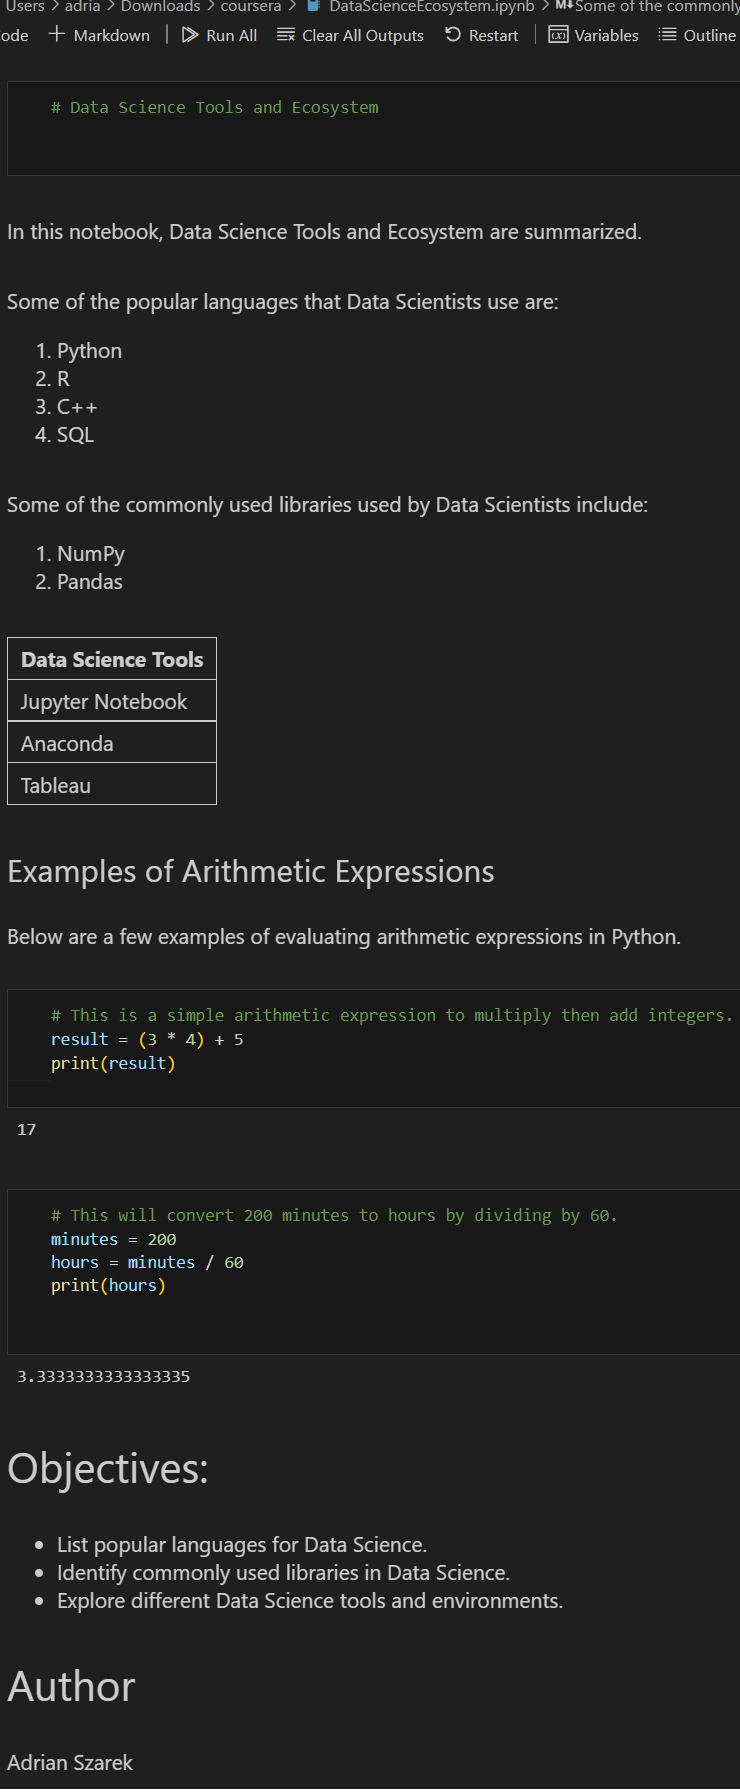 Users > adria > Downloads > coursera > DataScienceEcosystem.ipynb > M↓Some of the commonly
ode + Markdown | Run All Clear All Outputs Restart | Variables Outline
# Data Science Tools and Ecosystem
In this notebook, Data Science Tools and Ecosystem are summarized.
Some of the popular languages that Data Scientists use are:
1. Python
2. R
3. C++
4. SQL
Some of the commonly used libraries used by Data Scientists include:
1. NumPy
2. Pandas
Data Science Tools
Jupyter Notebook
Anaconda
Tableau
Examples of Arithmetic Expressions
Below are a few examples of evaluating arithmetic expressions in Python.
# This is a simple arithmetic expression to multiply then add integers.
result = (3 * 4) + 5
print(result)
17
# This will convert 200 minutes to hours by dividing by 60.
minutes = 200
hours = minutes / 60
print(hours)
3.3333333333333335
Objectives:
• List popular languages for Data Science.
• Identify commonly used libraries in Data Science.
• Explore different Data Science tools and environments.
Author
Adrian Szarek